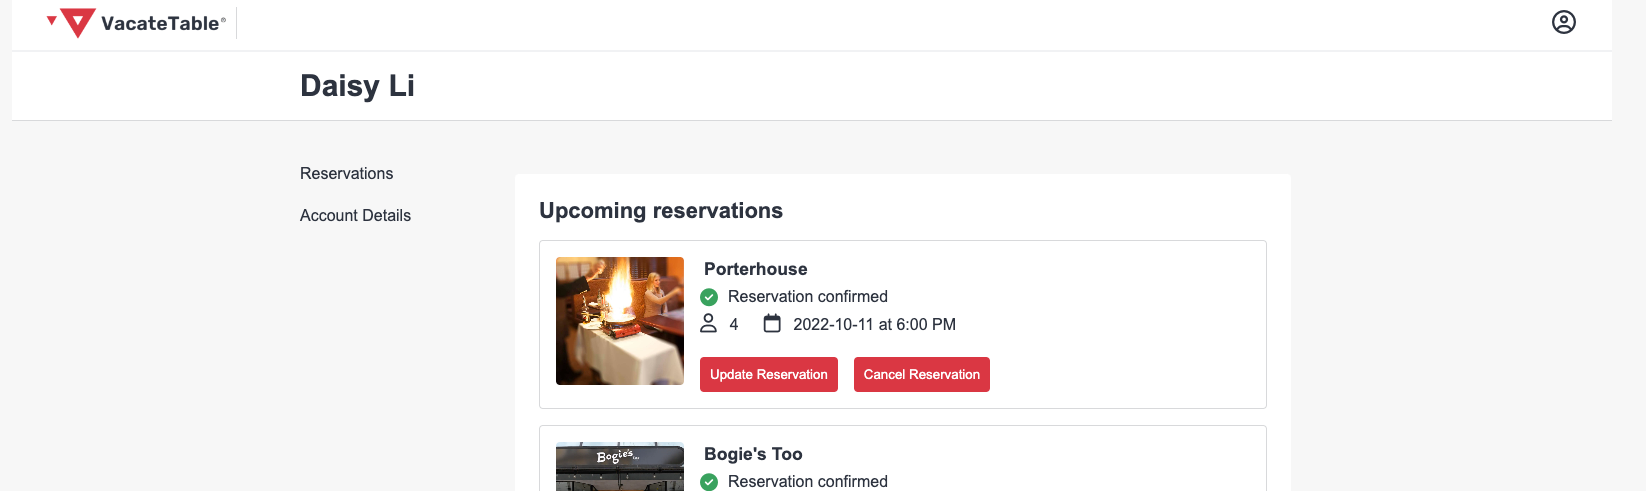 VacateTable®
Daisy Li
Reservations
Account Details
Upcoming reservations
Porterhouse
Reservation confirmed
4 2022-10-11 at 6:00 PM
Update Reservation Cancel Reservation
Bogie's...
Bogie's Too
Reservation confirmed